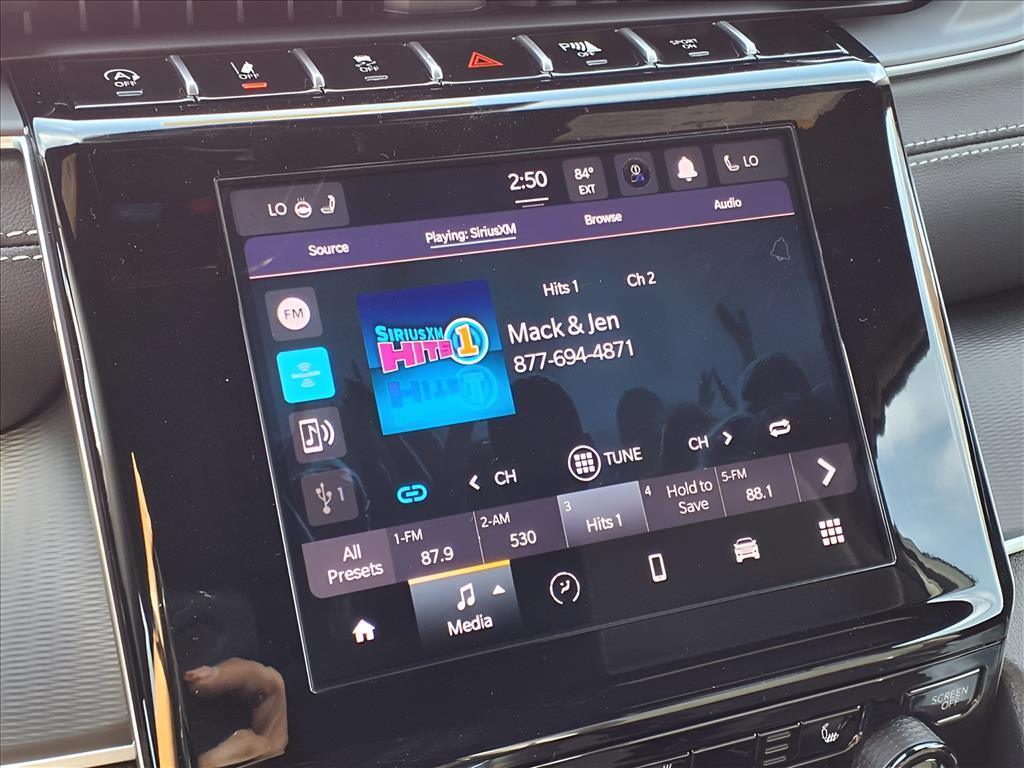 OFF
OFF
OFF
P OFF
SPORT ON
LO
2:50
84°
EXT
LO
Source
Playing: SiriusXM
Browse
Audio
FM
Hits 1
Ch 2
SIRIUSXM
HITS 1
Mack & Jen
877-694-4871
1
CH
TUNE
CH
All
Presets
1-FM
87.9
2-AM
530
3
Hits 1
4
Hold to
Save
5-FM
88.1
Media
SCREEN
OFF